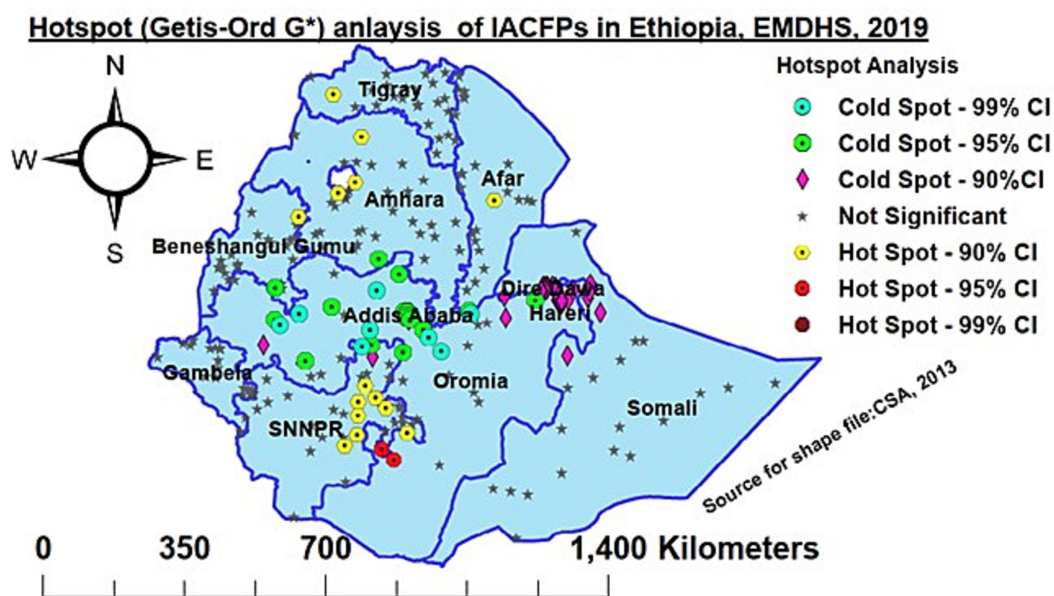 Hotspot (Getis-Ord G*) anlaysis of IACFPs in Ethiopia, EMDHS, 2019
N
W
E
S
Hotspot Analysis
Cold Spot - 99% CI
Cold Spot - 95% CI
Cold Spot - 90%CI
Not Significant
Hot Spot - 90% CI
Hot Spot - 95% CI
Hot Spot - 99% CI
Tigray
Afar
Amhara
Beneshangul Gumu
Dire Dawa
Addis Ababa
Hareri
Gambela
Oromia
SNNPR
Somali
Source for shape file:CSA, 2013
0 350 700 1,400 Kilometers